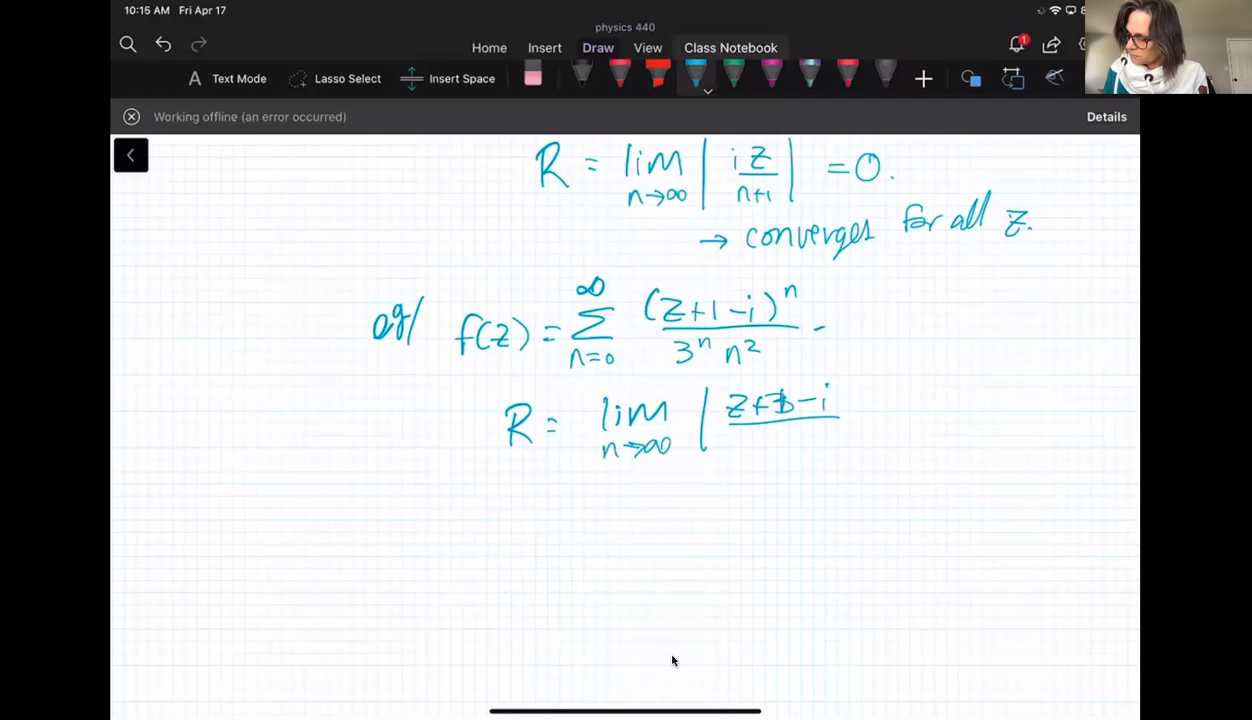 10:15 AM Fri Apr 17
physics 440
Home Insert Draw View Class Notebook
1
A Text Mode Lasso Select Insert Space
Working offline (an error occurred) Details
R = lim n→∞ | iz / n+1 | = 0.
→ converges for all z.
eg/ f(z) = ∞ Σ n=0 (z+1-i)^n / 3^n n^2 -
R = lim n→∞ | z+ -i